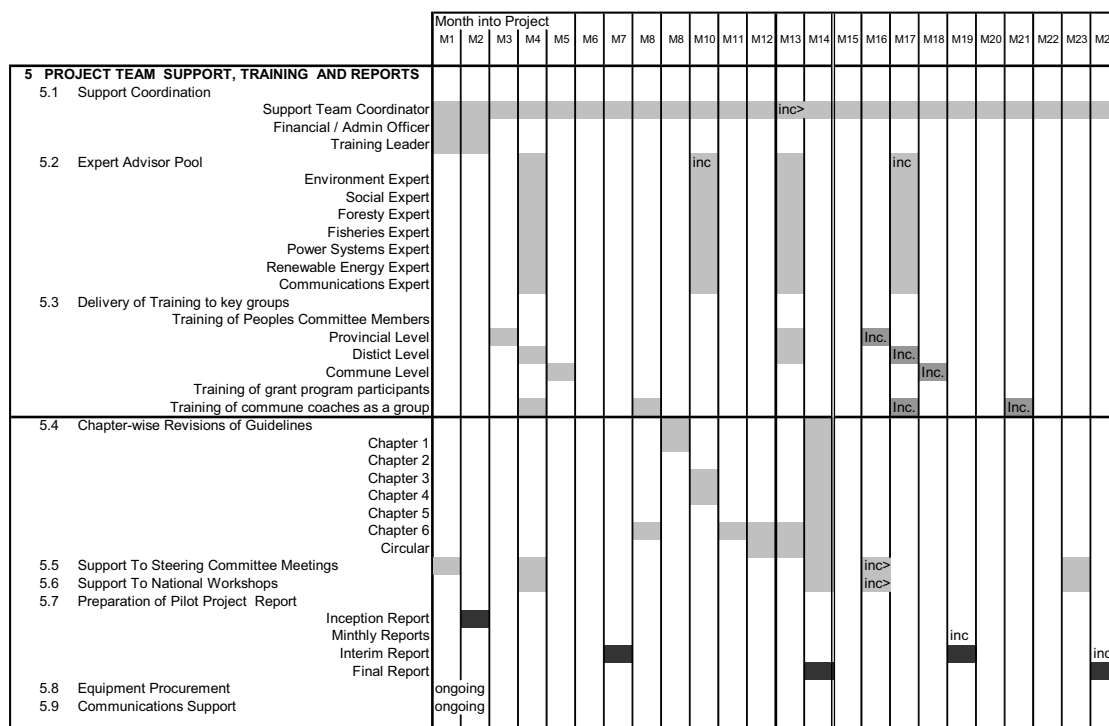 Month into Project
M1 M2 M3 M4 M5 M6 M7 M8 M8 M10 M11 M12 M13 M14 M15 M16 M17 M18 M19 M20 M21 M22 M23 M2
5 PROJECT TEAM SUPPORT, TRAINING AND REPORTS
5.1 Support Coordination
Support Team Coordinator inc>
Financial / Admin Officer
Training Leader
5.2 Expert Advisor Pool inc inc
Environment Expert
Social Expert
Foresty Expert
Fisheries Expert
Power Systems Expert
Renewable Energy Expert
Communications Expert
5.3 Delivery of Training to key groups
Training of Peoples Committee Members
Provincial Level Inc.
Distict Level Inc.
Commune Level Inc.
Training of grant program participants
Training of commune coaches as a group Inc. Inc.
5.4 Chapter-wise Revisions of Guidelines
Chapter 1
Chapter 2
Chapter 3
Chapter 4
Chapter 5
Chapter 6
Circular
5.5 Support To Steering Committee Meetings inc>
5.6 Support To National Workshops inc>
5.7 Preparation of Pilot Project Report
Inception Report
Minthly Reports inc
Interim Report inc
Final Report
5.8 Equipment Procurement ongoing
5.9 Communications Support ongoing